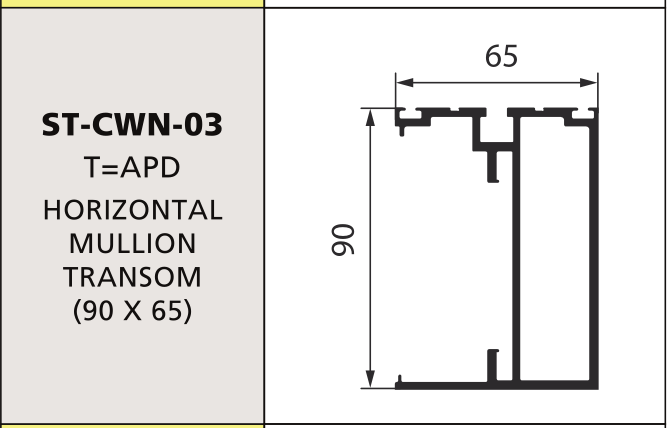 ST-CWN-03
T=APD
HORIZONTAL
MULLION
TRANSOM
(90 X 65)
65
90